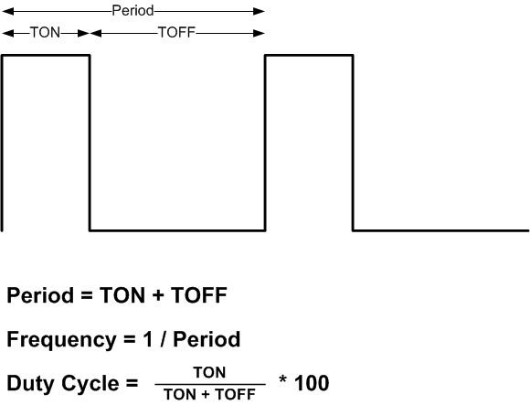 Period
TON TOFF
Period = TON + TOFF
Frequency = 1 / Period
Duty Cycle = TON / TON + TOFF * 100